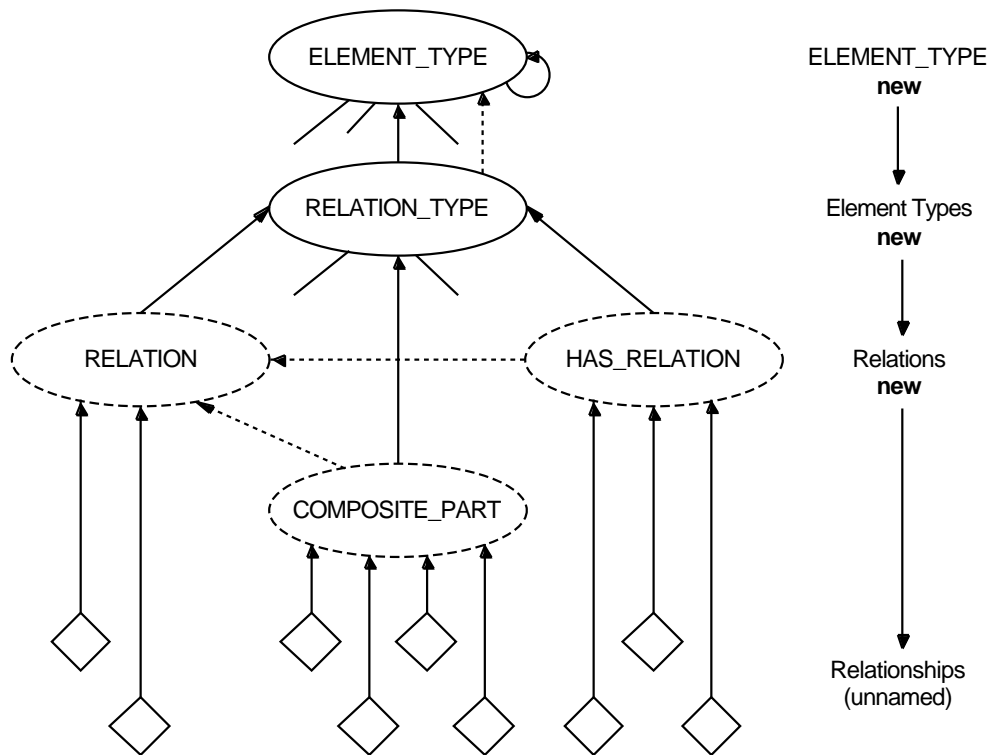 ELEMENT_TYPE
ELEMENT_TYPE
new
RELATION_TYPE
Element Types
new
RELATION
HAS_RELATION
Relations
new
COMPOSITE_PART
Relationships
(unnamed)